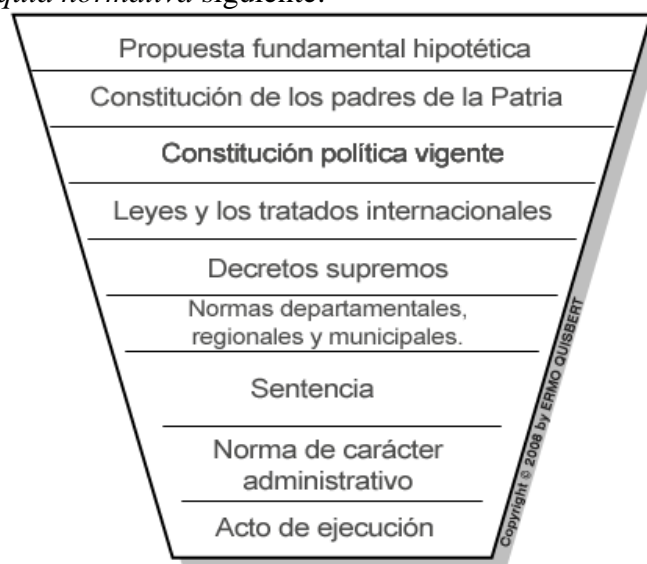 normativa siguiente:
Propuesta fundamental hipotética
Constitución de los padres de la Patria
Constitución política vigente
Leyes y los tratados internacionales
Decretos supremos
Normas departamentales,
regionales y municipales.
Sentencia
Norma de carácter
administrativo
Acto de ejecución
Copyright © 2008 by ERMO QUISBERT